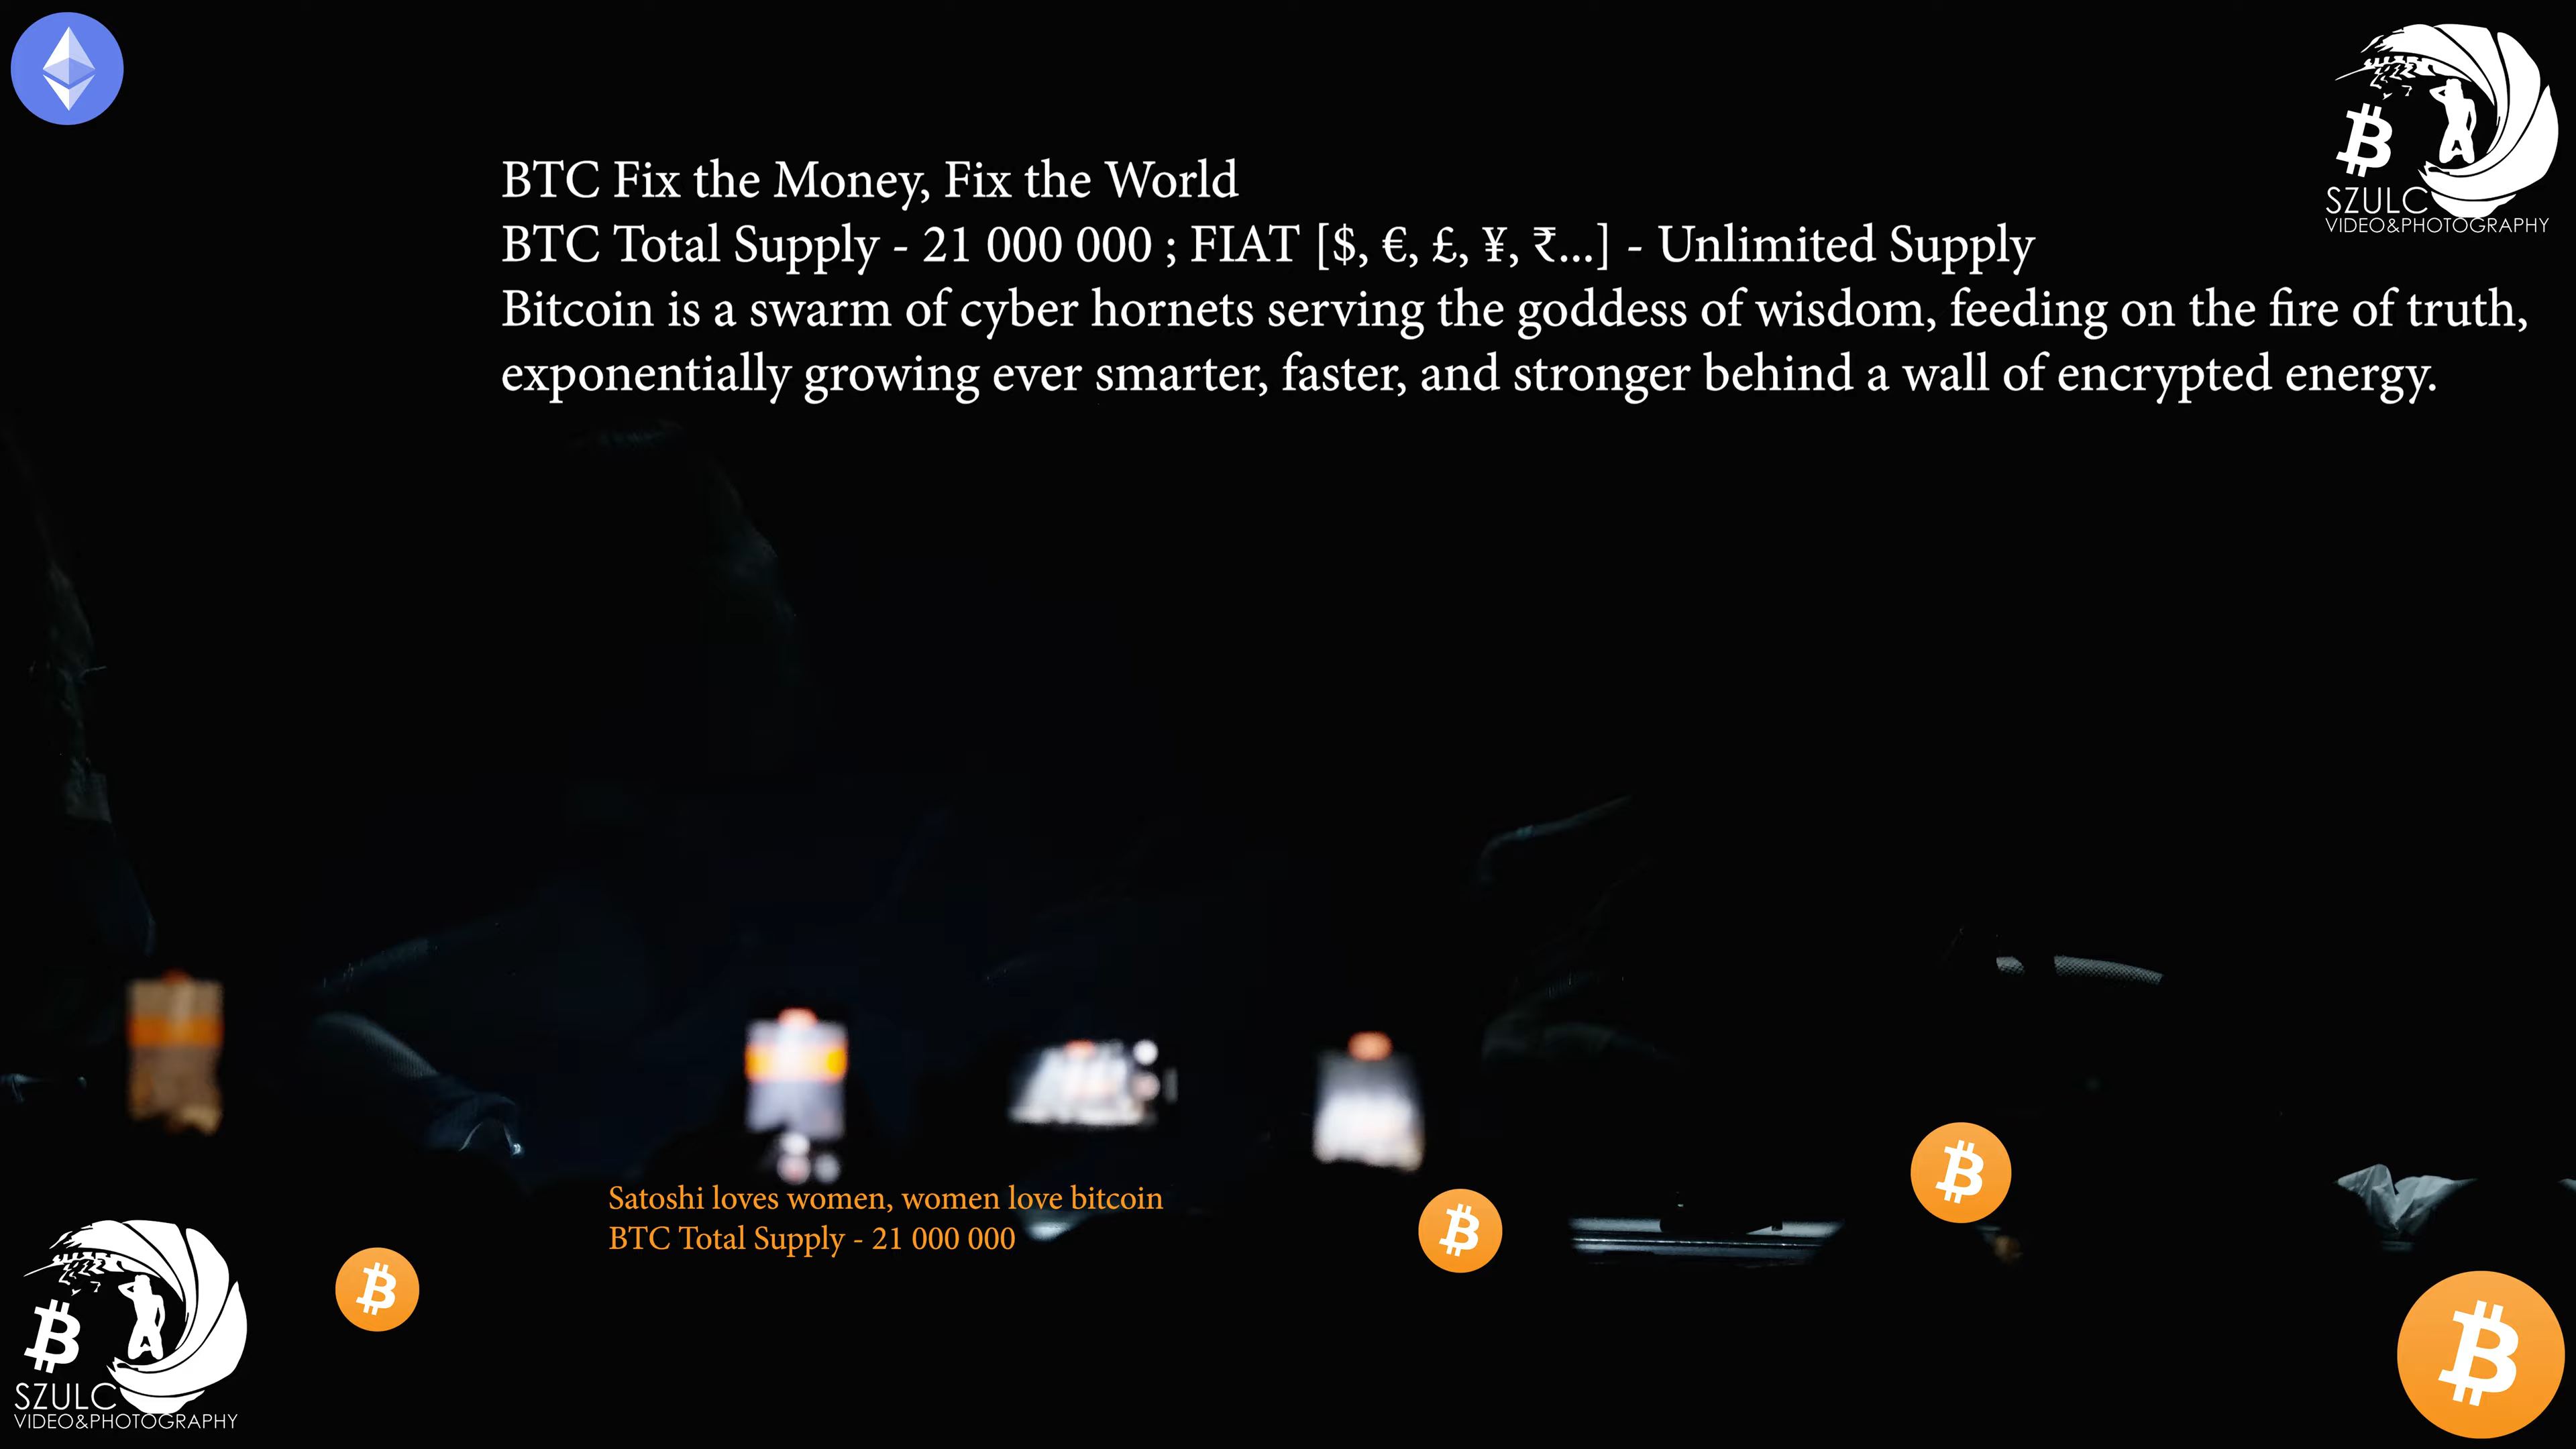 BTC Fix the Money, Fix the World
BTC Total Supply - 21 000 000 ; FIAT [$, €, £, ¥, ₹...] - Unlimited Supply
Bitcoin is a swarm of cyber hornets serving the goddess of wisdom, feeding on the fire of truth,
exponentially growing ever smarter, faster, and stronger behind a wall of encrypted energy.
SZULC
VIDEO&PHOTOGRAPHY
Satoshi loves women, women love bitcoin
BTC Total Supply - 21 000 000
SZULC
VIDEO&PHOTOGRAPHY